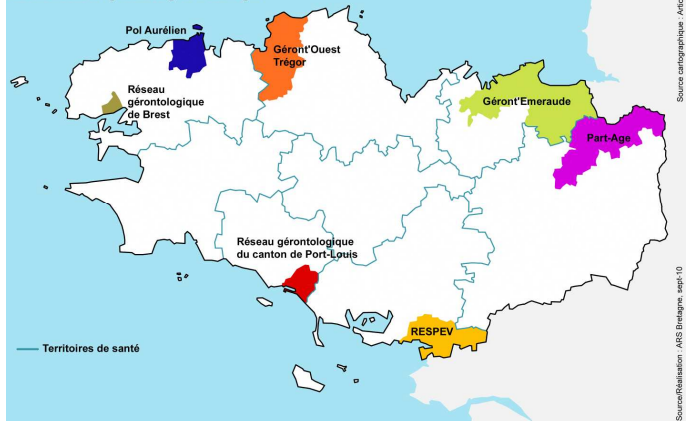 Pol Aurélien
Géront'Ouest
Trégor
Réseau
gérontologique
de Brest
Géront'Emeraude
Part-Age
Réseau gérontologique
du canton de Port-Louis
RESPEV
Territoires de santé
Source cartographique : Artic
Source/Réalisation : ARS Bretagne, sept-10